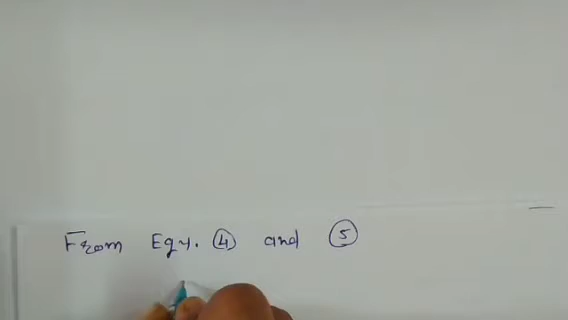 From Eqn. ④ and ⑤